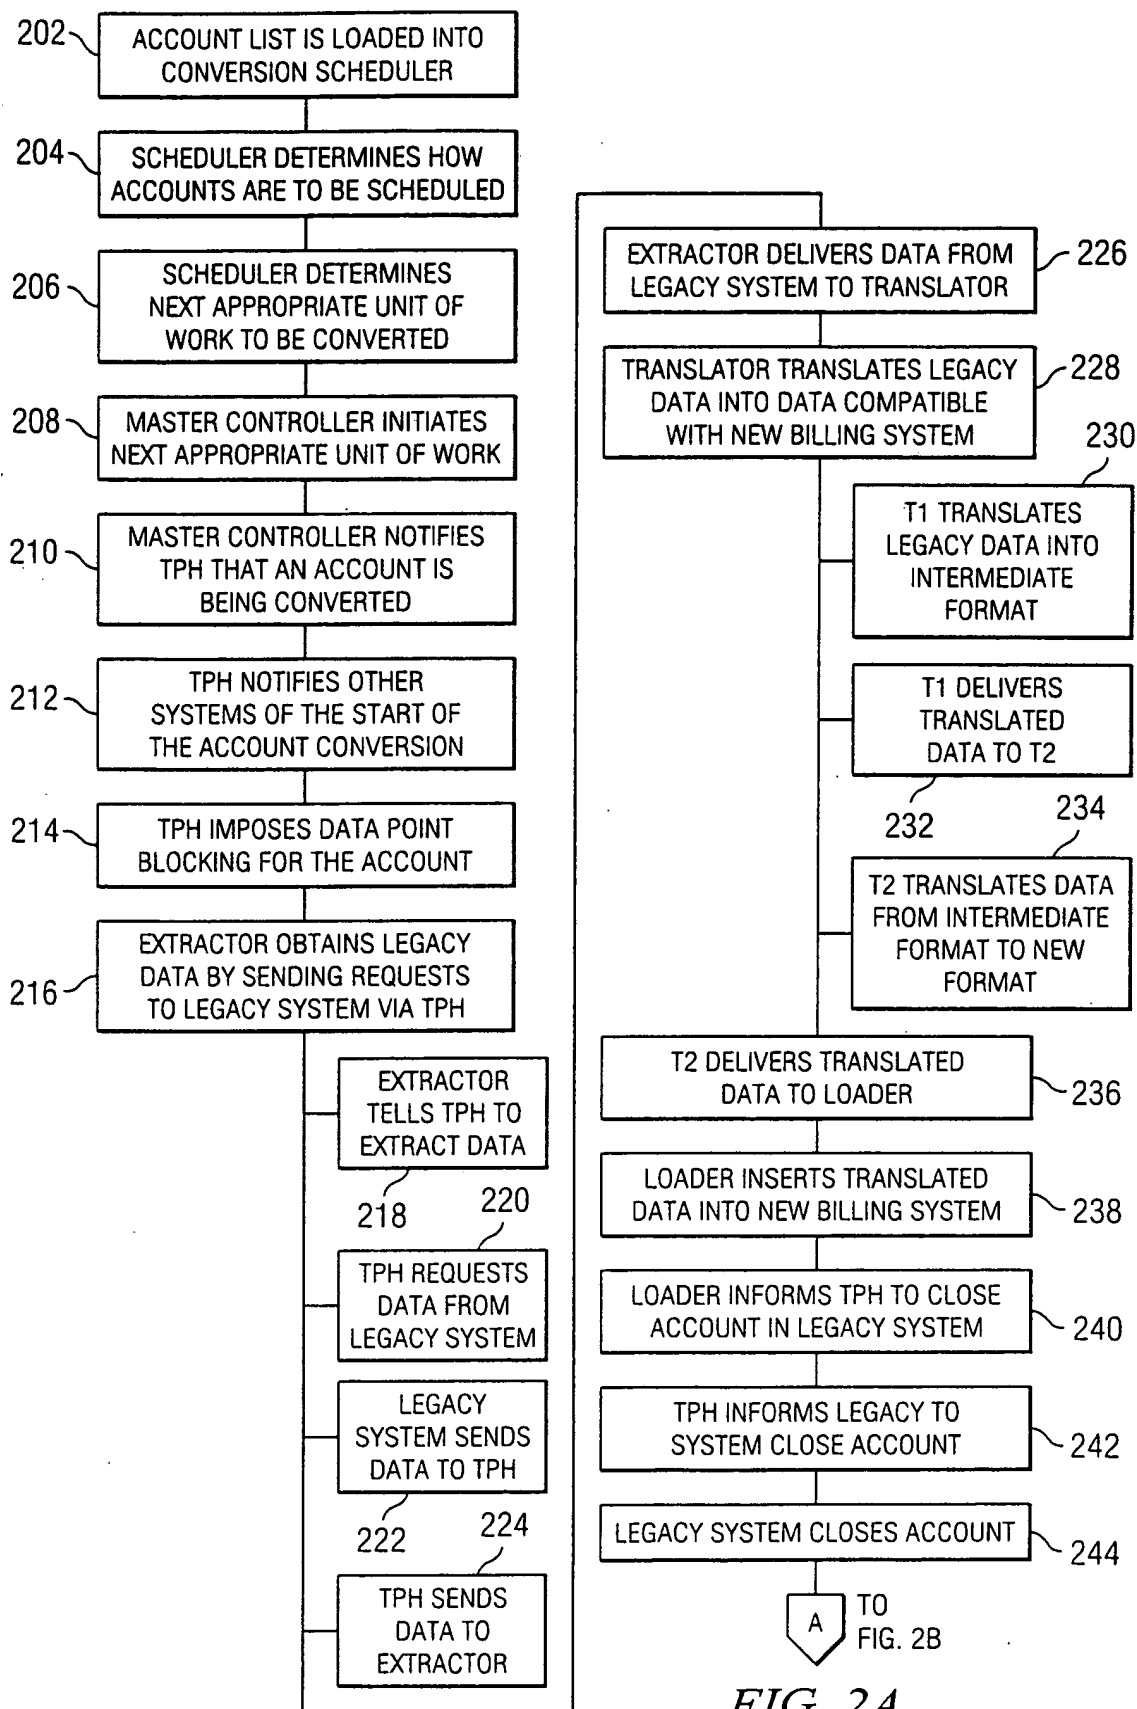 202
ACCOUNT LIST IS LOADED INTO
CONVERSION SCHEDULER
204
SCHEDULER DETERMINES HOW
ACCOUNTS ARE TO BE SCHEDULED
206
SCHEDULER DETERMINES
NEXT APPROPRIATE UNIT OF
WORK TO BE CONVERTED
208
MASTER CONTROLLER INITIATES
NEXT APPROPRIATE UNIT OF WORK
210
MASTER CONTROLLER NOTIFIES
TPH THAT AN ACCOUNT IS
BEING CONVERTED
212
TPH NOTIFIES OTHER
SYSTEMS OF THE START OF
THE ACCOUNT CONVERSION
214
TPH IMPOSES DATA POINT
BLOCKING FOR THE ACCOUNT
216
EXTRACTOR OBTAINS LEGACY
DATA BY SENDING REQUESTS
TO LEGACY SYSTEM VIA TPH
EXTRACTOR
TELLS TPH TO
EXTRACT DATA
218
220
TPH REQUESTS
DATA FROM
LEGACY SYSTEM
LEGACY
SYSTEM SENDS
DATA TO TPH
222
224
TPH SENDS
DATA TO
EXTRACTOR
EXTRACTOR DELIVERS DATA FROM
LEGACY SYSTEM TO TRANSLATOR
226
TRANSLATOR TRANSLATES LEGACY
DATA INTO DATA COMPATIBLE
WITH NEW BILLING SYSTEM
228
230
T1 TRANSLATES
LEGACY DATA INTO
INTERMEDIATE
FORMAT
T1 DELIVERS
TRANSLATED
DATA TO T2
232
234
T2 TRANSLATES DATA
FROM INTERMEDIATE
FORMAT TO NEW
FORMAT
T2 DELIVERS TRANSLATED
DATA TO LOADER
236
LOADER INSERTS TRANSLATED
DATA INTO NEW BILLING SYSTEM
238
LOADER INFORMS TPH TO CLOSE
ACCOUNT IN LEGACY SYSTEM
240
TPH INFORMS LEGACY TO
SYSTEM CLOSE ACCOUNT
242
LEGACY SYSTEM CLOSES ACCOUNT
244
A
TO
FIG. 2B
FIG. 2A